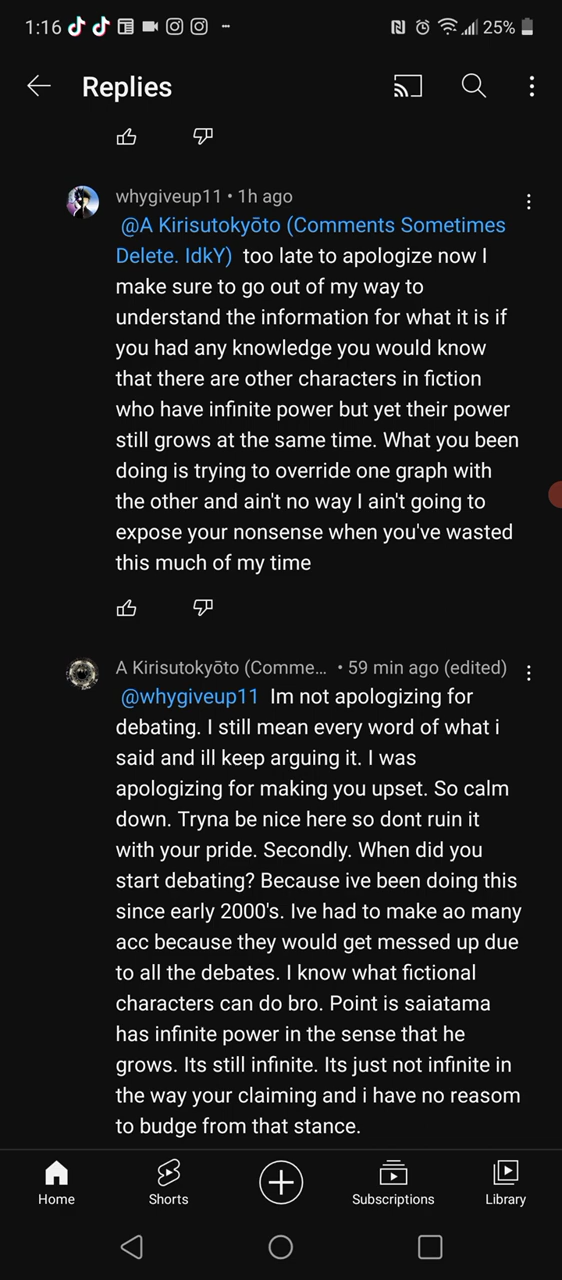 1:16
25%
Replies
whygiveup11 • 1h ago
@A Kirisutokyōto (Comments Sometimes
Delete. IdkY) too late to apologize now I
make sure to go out of my way to
understand the information for what it is if
you had any knowledge you would know
that there are other characters in fiction
who have infinite power but yet their power
still grows at the same time. What you been
doing is trying to override one graph with
the other and ain't no way I ain't going to
expose your nonsense when you've wasted
this much of my time
A Kirisutokyōto (Comme... • 59 min ago (edited)
@whygiveup11 Im not apologizing for
debating. I still mean every word of what i
said and ill keep arguing it. I was
apologizing for making you upset. So calm
down. Tryna be nice here so dont ruin it
with your pride. Secondly. When did you
start debating? Because ive been doing this
since early 2000's. Ive had to make ao many
acc because they would get messed up due
to all the debates. I know what fictional
characters can do bro. Point is saiatama
has infinite power in the sense that he
grows. Its still infinite. Its just not infinite in
the way your claiming and i have no reasom
to budge from that stance.
Home
Shorts
Subscriptions
Library